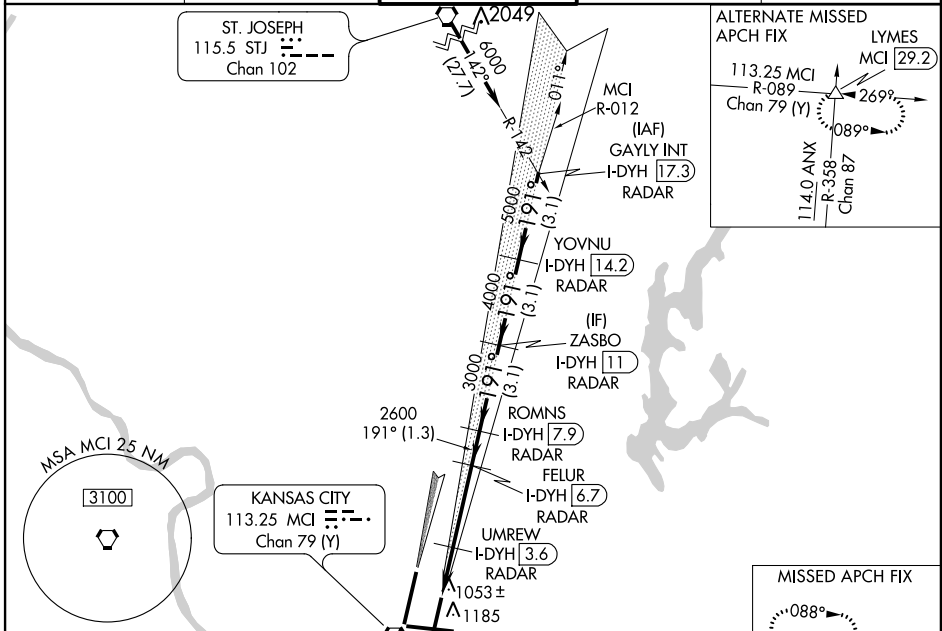 ST. JOSEPH
115.5 STJ
Chan 102
2049
6000
142°
(27.7)
R-142
011°
MCI
R-012
(IAF)
GAYLY INT
I-DYH 17.3
RADAR
5000
191°
(3.1)
YOVNU
I-DYH 14.2
RADAR
4000
191°
(3.1)
(IF)
ZASBO
I-DYH 11
RADAR
3000
191°
(3.1)
2600
191° (1.3)
ROMNS
I-DYH 7.9
RADAR
FELUR
I-DYH 6.7
RADAR
UMREW
I-DYH 3.6
RADAR
1053 ±
1185
MSA MCI 25 NM
3100
KANSAS CITY
113.25 MCI
Chan 79 (Y)
ALTERNATE MISSED
APCH FIX
LYMES
MCI 29.2
113.25 MCI
R-089
Chan 79 (Y)
269°
089°
114.0 ANX
R-358
Chan 87
MISSED APCH FIX
088°